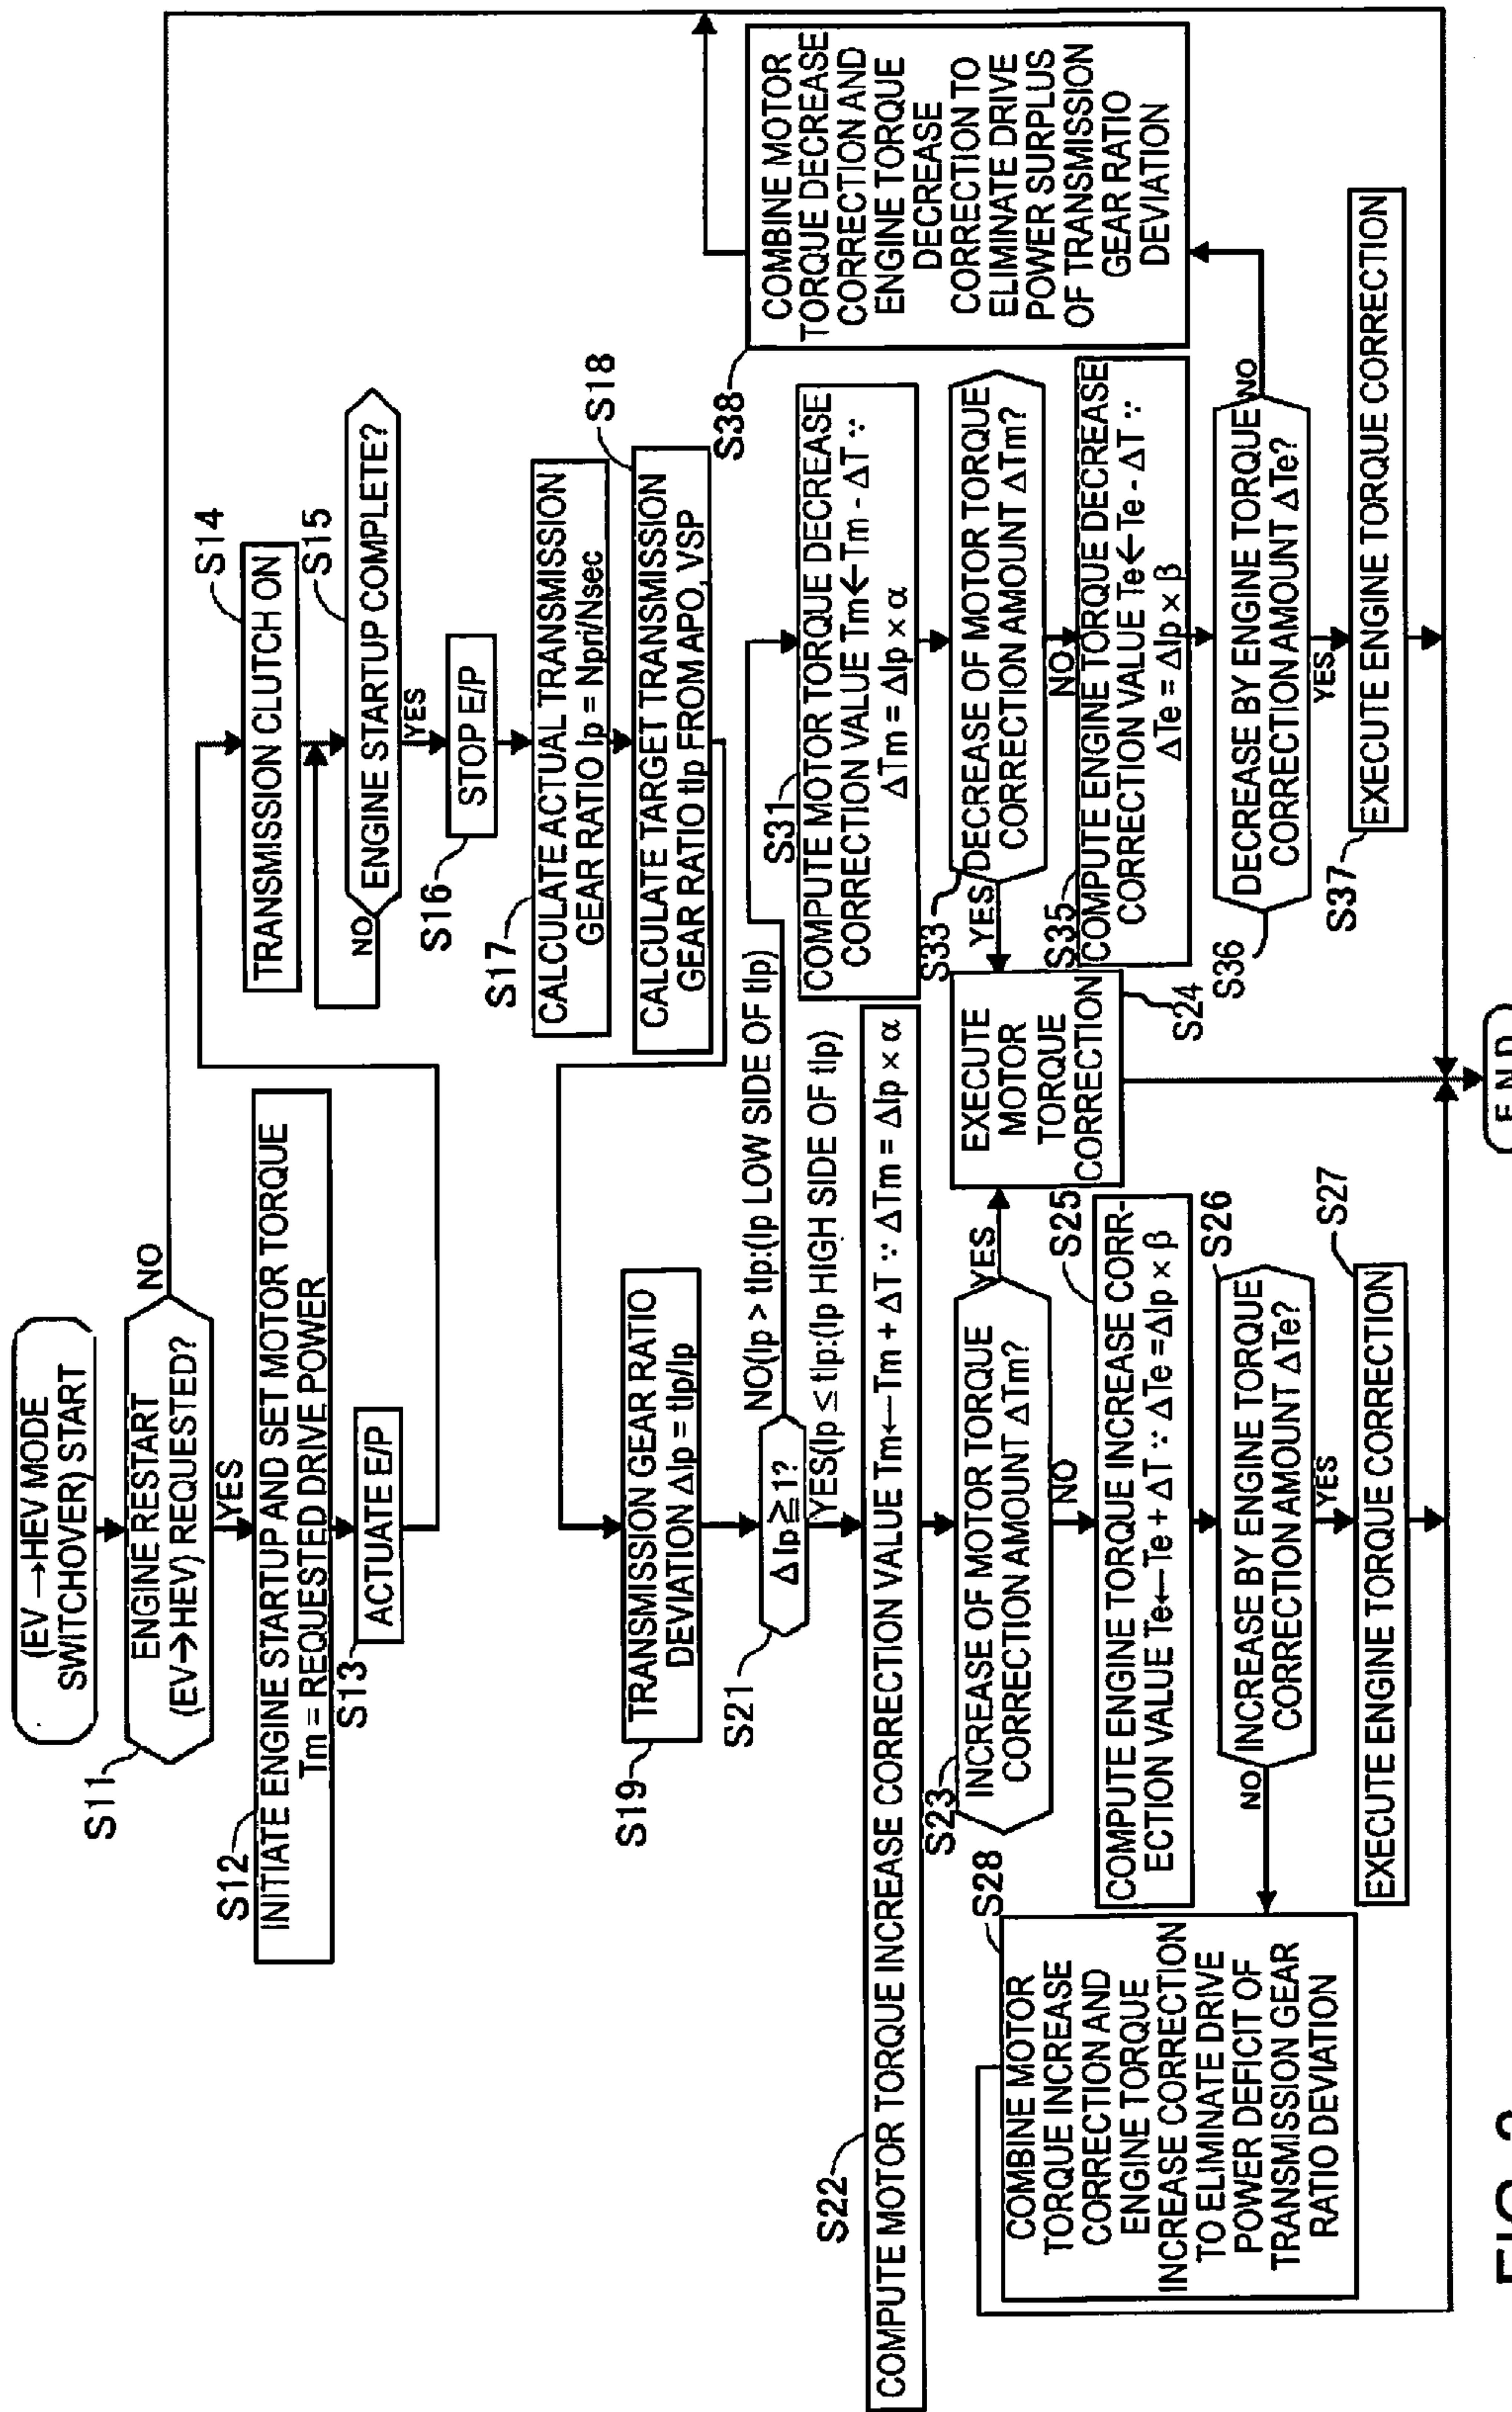 (EV→HEV MODE
SWITCHOVER) START
S11
ENGINE RESTART
(EV→HEV) REQUESTED?
NO
YES
S12
INITIATE ENGINE STARTUP AND SET MOTOR TORQUE
Tm = REQUESTED DRIVE POWER
S13
ACTUATE E/P
S14
TRANSMISSION CLUTCH ON
S15
ENGINE STARTUP COMPLETE?
NO
YES
S16
STOP E/P
S17
CALCULATE ACTUAL TRANSMISSION
GEAR RATIO Ip = Npri/Nsec
S18
CALCULATE TARGET TRANSMISSION
GEAR RATIO tIp FROM APO, VSP
S19
TRANSMISSION GEAR RATIO
DEVIATION ΔIp = tIp/Ip
S21
ΔIp ≧ 1?
NO(Ip > tIp:(Ip LOW SIDE OF tIp)
YES(Ip ≤ tIp:(Ip HIGH SIDE OF tIp)
S22
COMPUTE MOTOR TORQUE INCREASE CORRECTION VALUE Tm←Tm + ΔT ∵ ΔTm = ΔIp × α
S23
INCREASE OF MOTOR TORQUE
CORRECTION AMOUNT ΔTm?
YES
NO
EXECUTE
MOTOR
TORQUE
CORRECTION
S24
S25
COMPUTE ENGINE TORQUE INCREASE CORR-
ECTION VALUE Te←Te + ΔT ∵ ΔTe =ΔIp × β
S26
INCREASE BY ENGINE TORQUE
CORRECTION AMOUNT ΔTe?
NO
YES
S27
EXECUTE ENGINE TORQUE CORRECTION
S28
COMBINE MOTOR
TORQUE INCREASE
CORRECTION AND
ENGINE TORQUE
INCREASE CORRECTION
TO ELIMINATE DRIVE
POWER DEFICIT OF
TRANSMISSION GEAR
RATIO DEVIATION
S31
COMPUTE MOTOR TORQUE DECREASE
CORRECTION VALUE Tm←Tm - ΔT ∵
ΔTm = ΔIp × α
S33
DECREASE OF MOTOR TORQUE
CORRECTION AMOUNT ΔTm?
YES
NO
S35
COMPUTE ENGINE TORQUE DECREASE
CORRECTION VALUE Te←Te - ΔT ∵
ΔTe = ΔIp × β
S36
DECREASE BY ENGINE TORQUE
CORRECTION AMOUNT ΔTe?
NO
YES
S37
EXECUTE ENGINE TORQUE CORRECTION
S38
COMBINE MOTOR
TORQUE DECREASE
CORRECTION AND
ENGINE TORQUE
DECREASE
CORRECTION TO
ELIMINATE DRIVE
POWER SURPLUS
OF TRANSMISSION
GEAR RATIO
DEVIATION
END
FIG.